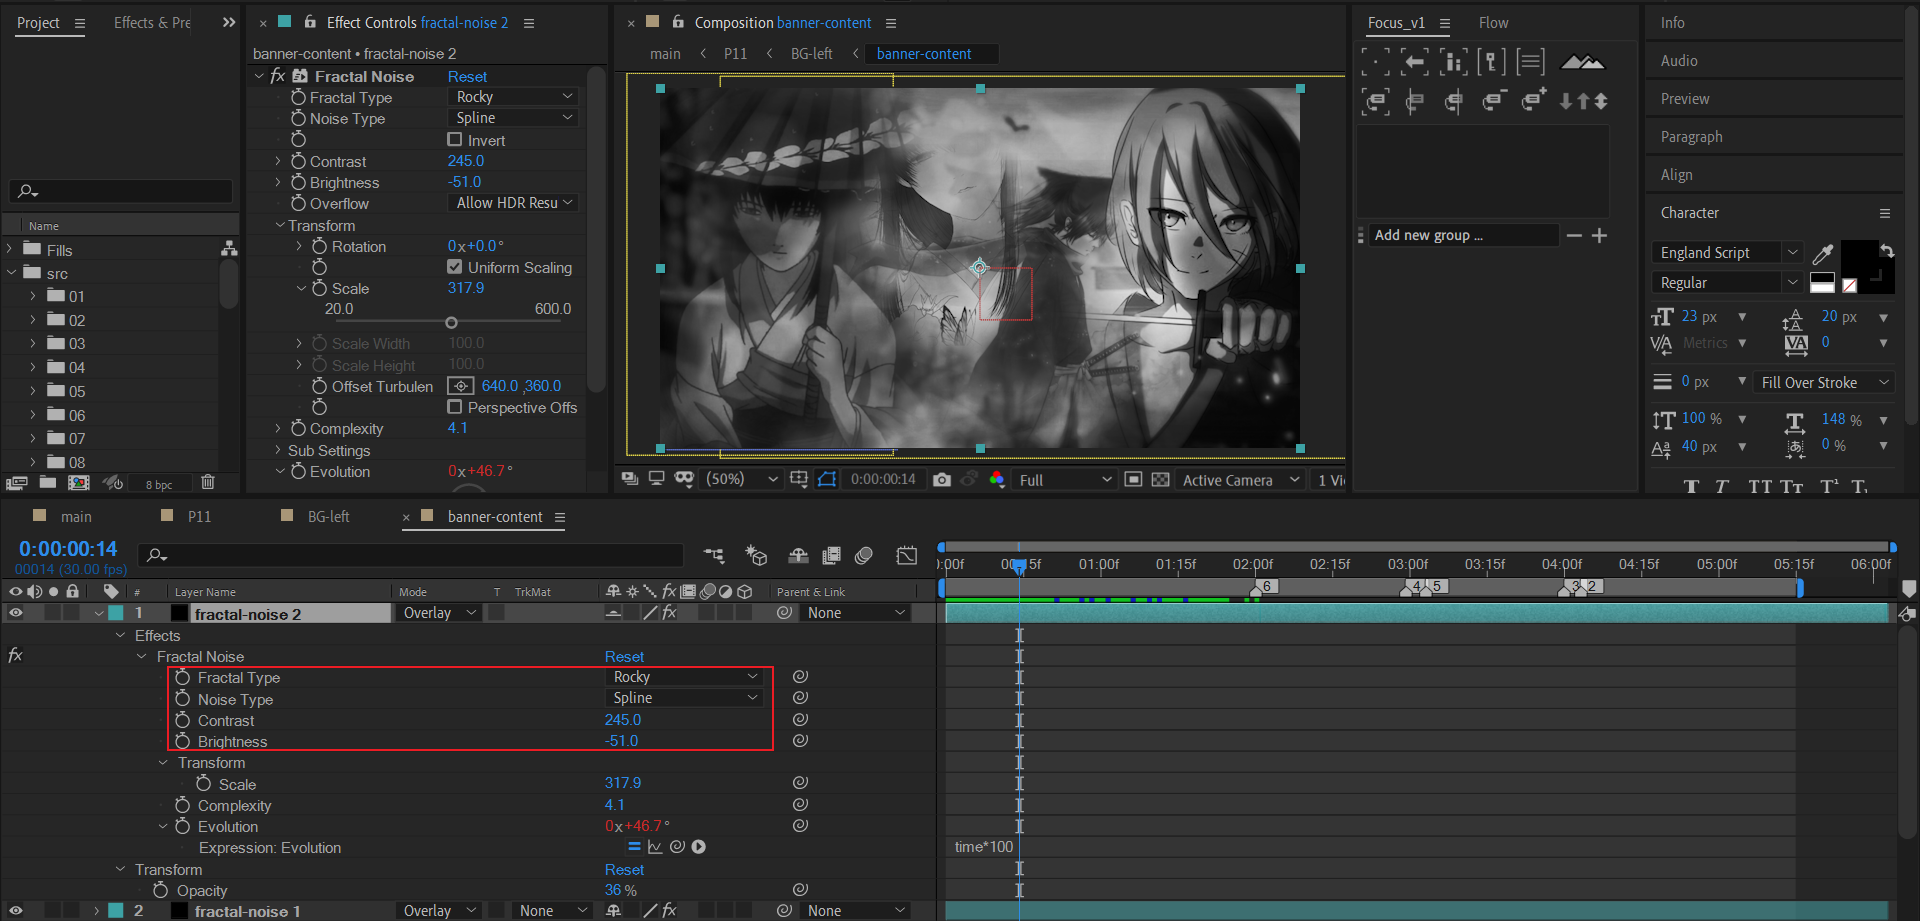 Project
Effects & Pre
Effect Controls fractal-noise 2
banner-content • fractal-noise 2
fx Fractal Noise Reset
Fractal Type Rocky
Noise Type Spline
Invert
Contrast 245.0
Brightness -51.0
Overflow Allow HDR Resu
Transform
Rotation 0x+0.0°
Uniform Scaling
Scale 317.9
20.0 600.0
Scale Width 100.0
Scale Height 100.0
Offset Turbulen 640.0 ,360.0
Perspective Offs
Complexity 4.1
Sub Settings
Evolution 0x+46.7°
Name
Fills
src
01
02
03
04
05
06
07
08
8 bpc
Composition banner-content
main P11 BG-left banner-content
(50%) 0:00:00:14 Full Active Camera 1 Vi
Focus_v1 Flow
Add new group ...
Info
Audio
Preview
Paragraph
Align
Character
England Script
Regular
23 px 20 px
Metrics 0
0 px Fill Over Stroke
100 % 148 %
40 px 0 %
main P11 BG-left banner-content
0:00:00:14
00014 (30.00 fps)
# Layer Name Mode T TrkMat Parent & Link
):00f 00:15f 01:00f 01:15f 02:00f 02:15f 03:00f 03:15f 04:00f 04:15f 05:00f 05:15f 06:00f
6 4 5 3 2
1 fractal-noise 2 Overlay None
Effects
fx Fractal Noise Reset
Fractal Type Rocky
Noise Type Spline
Contrast 245.0
Brightness -51.0
Transform
Scale 317.9
Complexity 4.1
Evolution 0x+46.7°
Expression: Evolution time*100
Transform Reset
Opacity 36 %
2 fractal-noise 1 Overlay None None